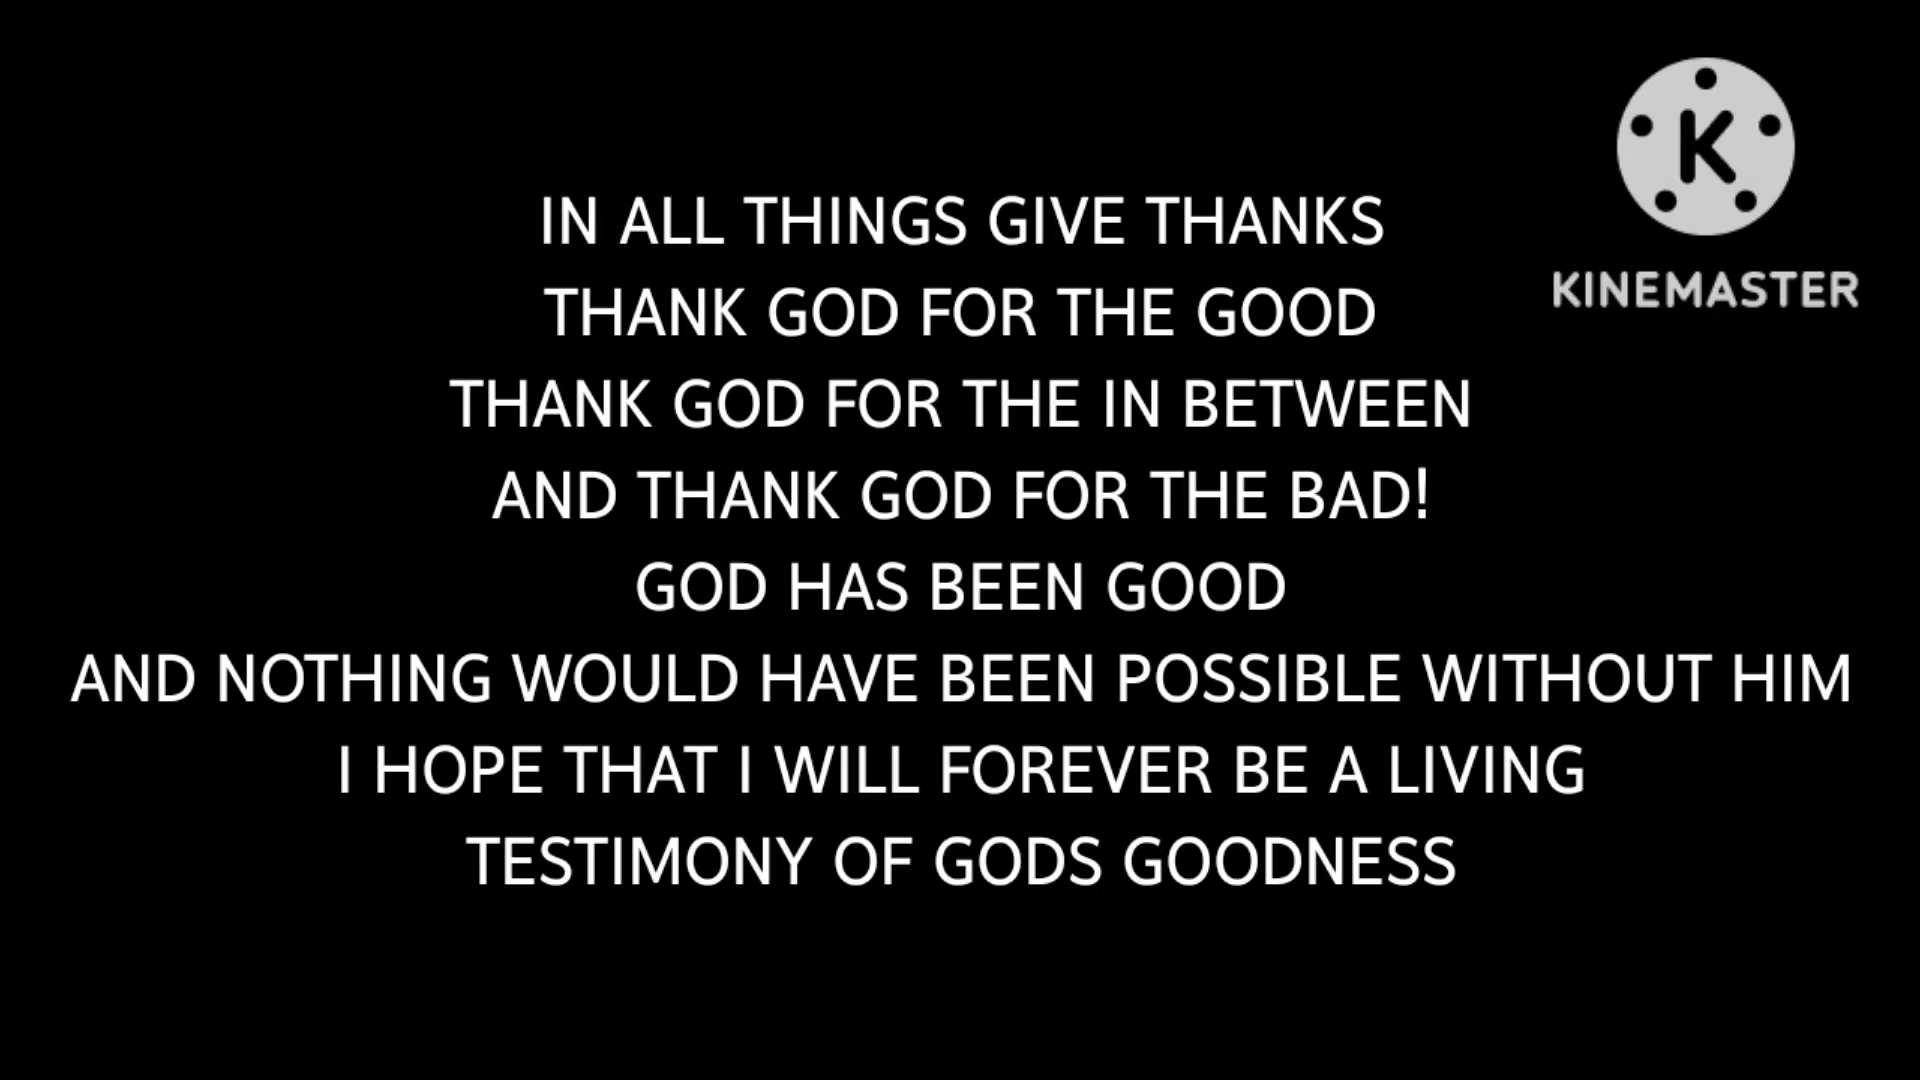 IN ALL THINGS GIVE THANKS
THANK GOD FOR THE GOOD
THANK GOD FOR THE IN BETWEEN
AND THANK GOD FOR THE BAD!
GOD HAS BEEN GOOD
AND NOTHING WOULD HAVE BEEN POSSIBLE WITHOUT HIM
I HOPE THAT I WILL FOREVER BE A LIVING
TESTIMONY OF GODS GOODNESS
K
KINEMASTER